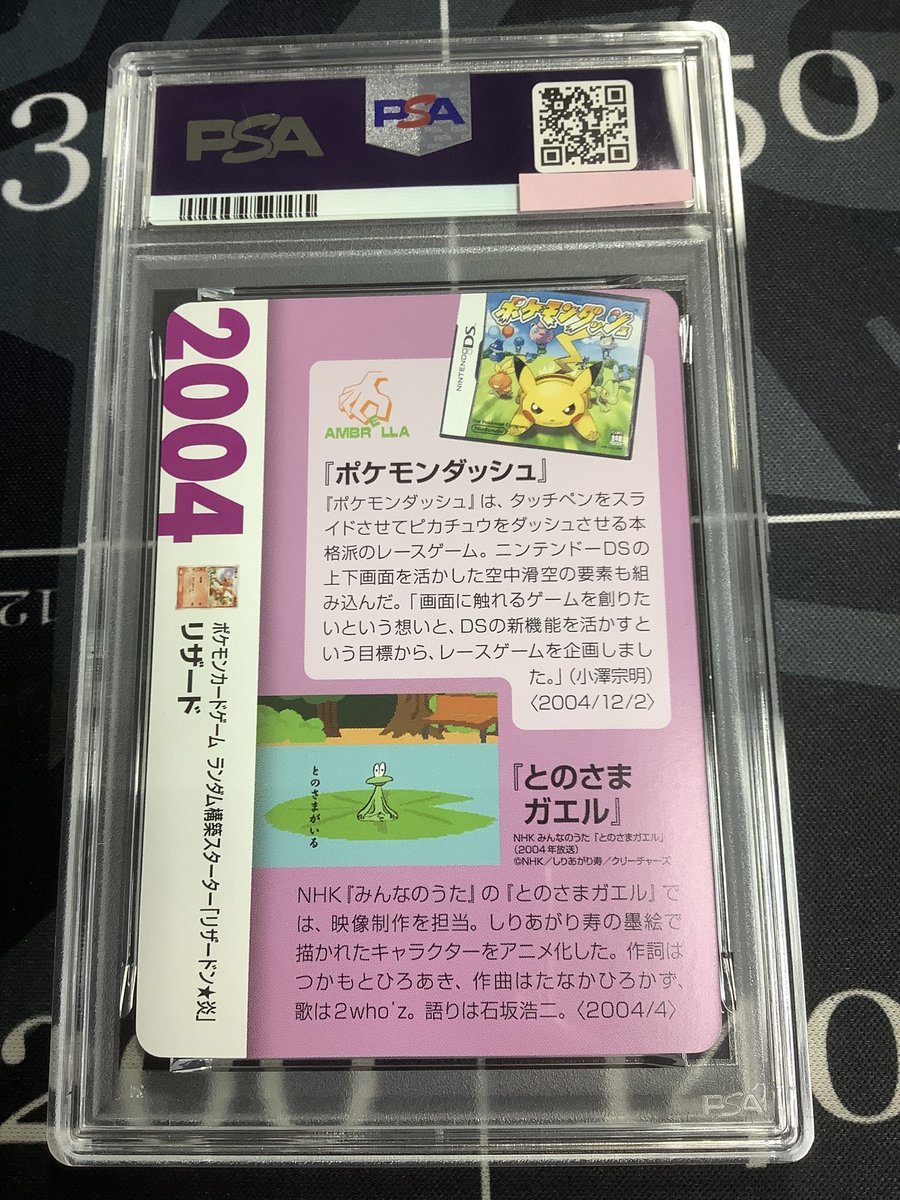 PSA
PSA
2004
ポケモンカードゲーム ランダム構築スターター「リザードン★炎」
リザード
NINTENDO DS
ポケモンダッシュ
The Pokémon Company
Nintendo
AMBRELLA
『ポケモンダッシュ』
『ポケモンダッシュ』は、タッチペンをスラ
イドさせてピカチュウをダッシュさせる本
格派のレースゲーム。ニンテンドーDSの
上下画面を活かした空中滑空の要素も組
み込んだ。「画面に触れるゲームを創りた
いという想いと、DSの新機能を活かすと
いう目標から、レースゲームを企画しまし
た。」（小澤宗明）
〈2004/12/2〉
とのさまがいる
『とのさま
ガエル』
NHK みんなのうた『とのさまガエル』
（2004年放送）
©NHK／しりあがり寿／クリーチャーズ
NHK『みんなのうた』の『とのさまガエル』で
は、映像制作を担当。しりあがり寿の墨絵で
描かれたキャラクターをアニメ化した。作詞は
つかもとひろあき、作曲はたなかひろかず、
歌は2who'z。語りは石坂浩二。〈2004/4〉
PSA
3
50
12